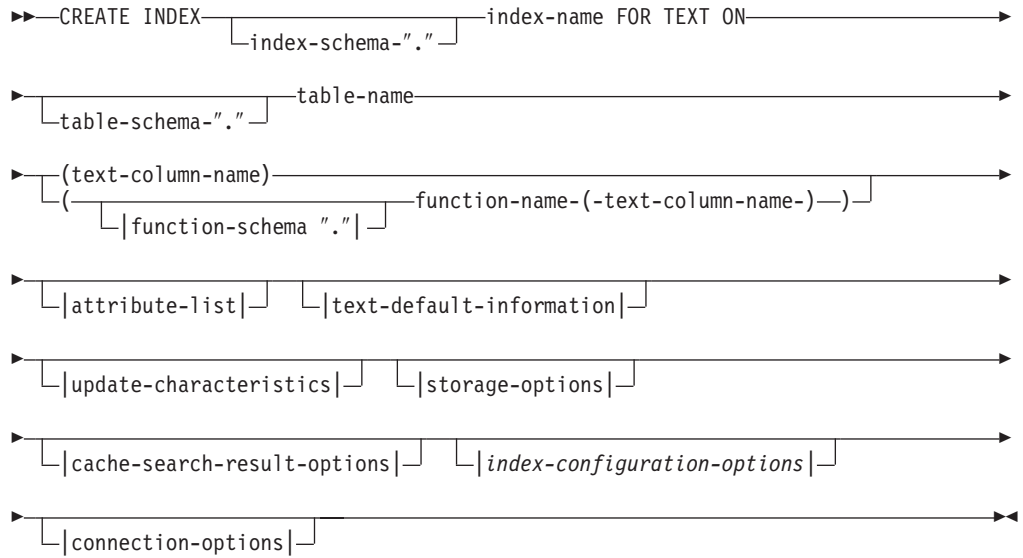 CREATE INDEX index-name FOR TEXT ON
index-schema-"."
table-name
table-schema-"."
(text-column-name)
( function-name-(-text-column-name-) )
|function-schema "."|
|attribute-list| |text-default-information|
|update-characteristics| |storage-options|
|cache-search-result-options| |index-configuration-options|
|connection-options|